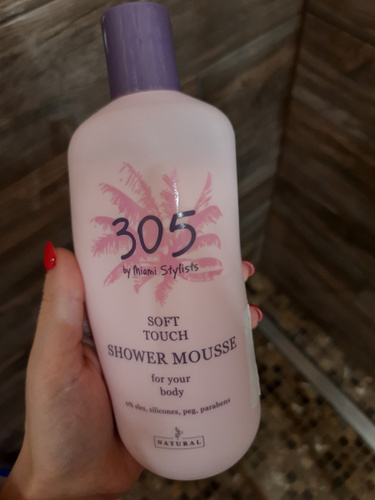 305
by Miami Stylists
SOFT
TOUCH
SHOWER MOUSSE
for your
body
0% sles, silicones, peg, parabens
NATURAL